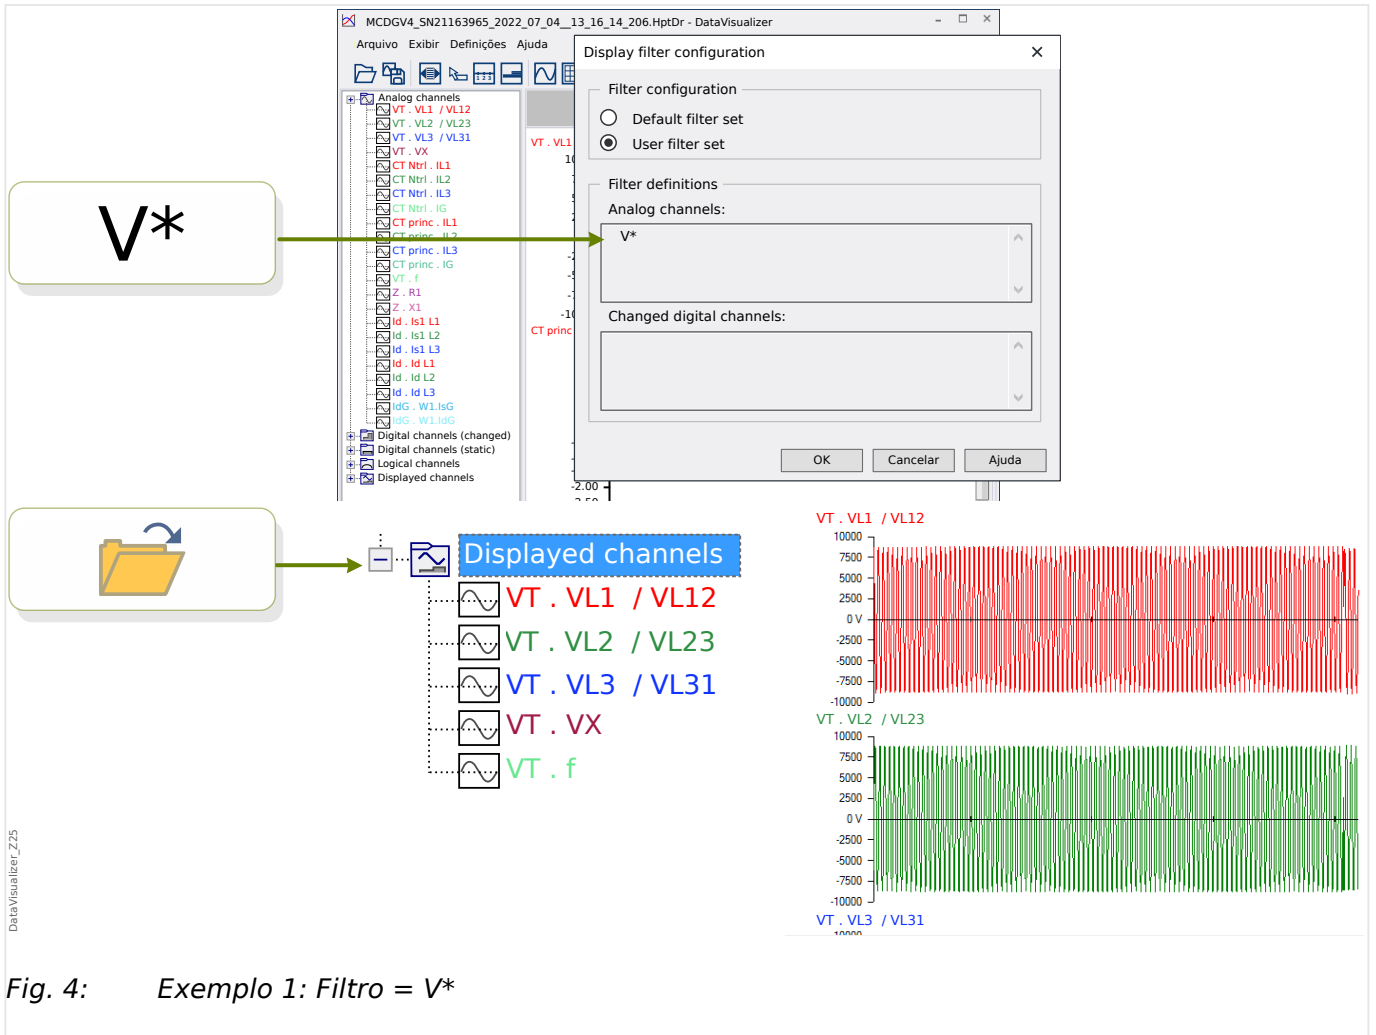 MCDGV4_SN21163965_2022_07_04__13_16_14_206.HptDr - DataVisualizer
Arquivo Exibir Definições Ajuda
Analog channels
VT . VL1 / VL12
VT . VL2 / VL23
VT . VL3 / VL31
VT . VX
CT Ntrl . IL1
CT Ntrl . IL2
CT Ntrl . IL3
CT Ntrl . IG
CT princ . IL1
CT princ . IL2
CT princ . IL3
CT princ . IG
VT . f
Z . R1
Z . X1
Id . Is1 L1
Id . Is1 L2
Id . Is1 L3
Id . Id L1
Id . Id L2
Id . Id L3
IdG . W1.IsG
IdG . W1.IdG
Digital channels (changed)
Digital channels (static)
Logical channels
Displayed channels
VT . VL1
CT princ
-2.00
Display filter configuration
Filter configuration
Default filter set
User filter set
Filter definitions
Analog channels:
V*
Changed digital channels:
OK Cancelar Ajuda
V*
Displayed channels
VT . VL1 / VL12
VT . VL2 / VL23
VT . VL3 / VL31
VT . VX
VT . f
VT . VL1 / VL12
10000
7500
5000
2500
0 V
-2500
-5000
-7500
-10000
VT . VL2 / VL23
10000
7500
5000
2500
0 V
-2500
-5000
-7500
-10000
VT . VL3 / VL31
DataVisualizer_Z25
Fig. 4: Exemplo 1: Filtro = V*